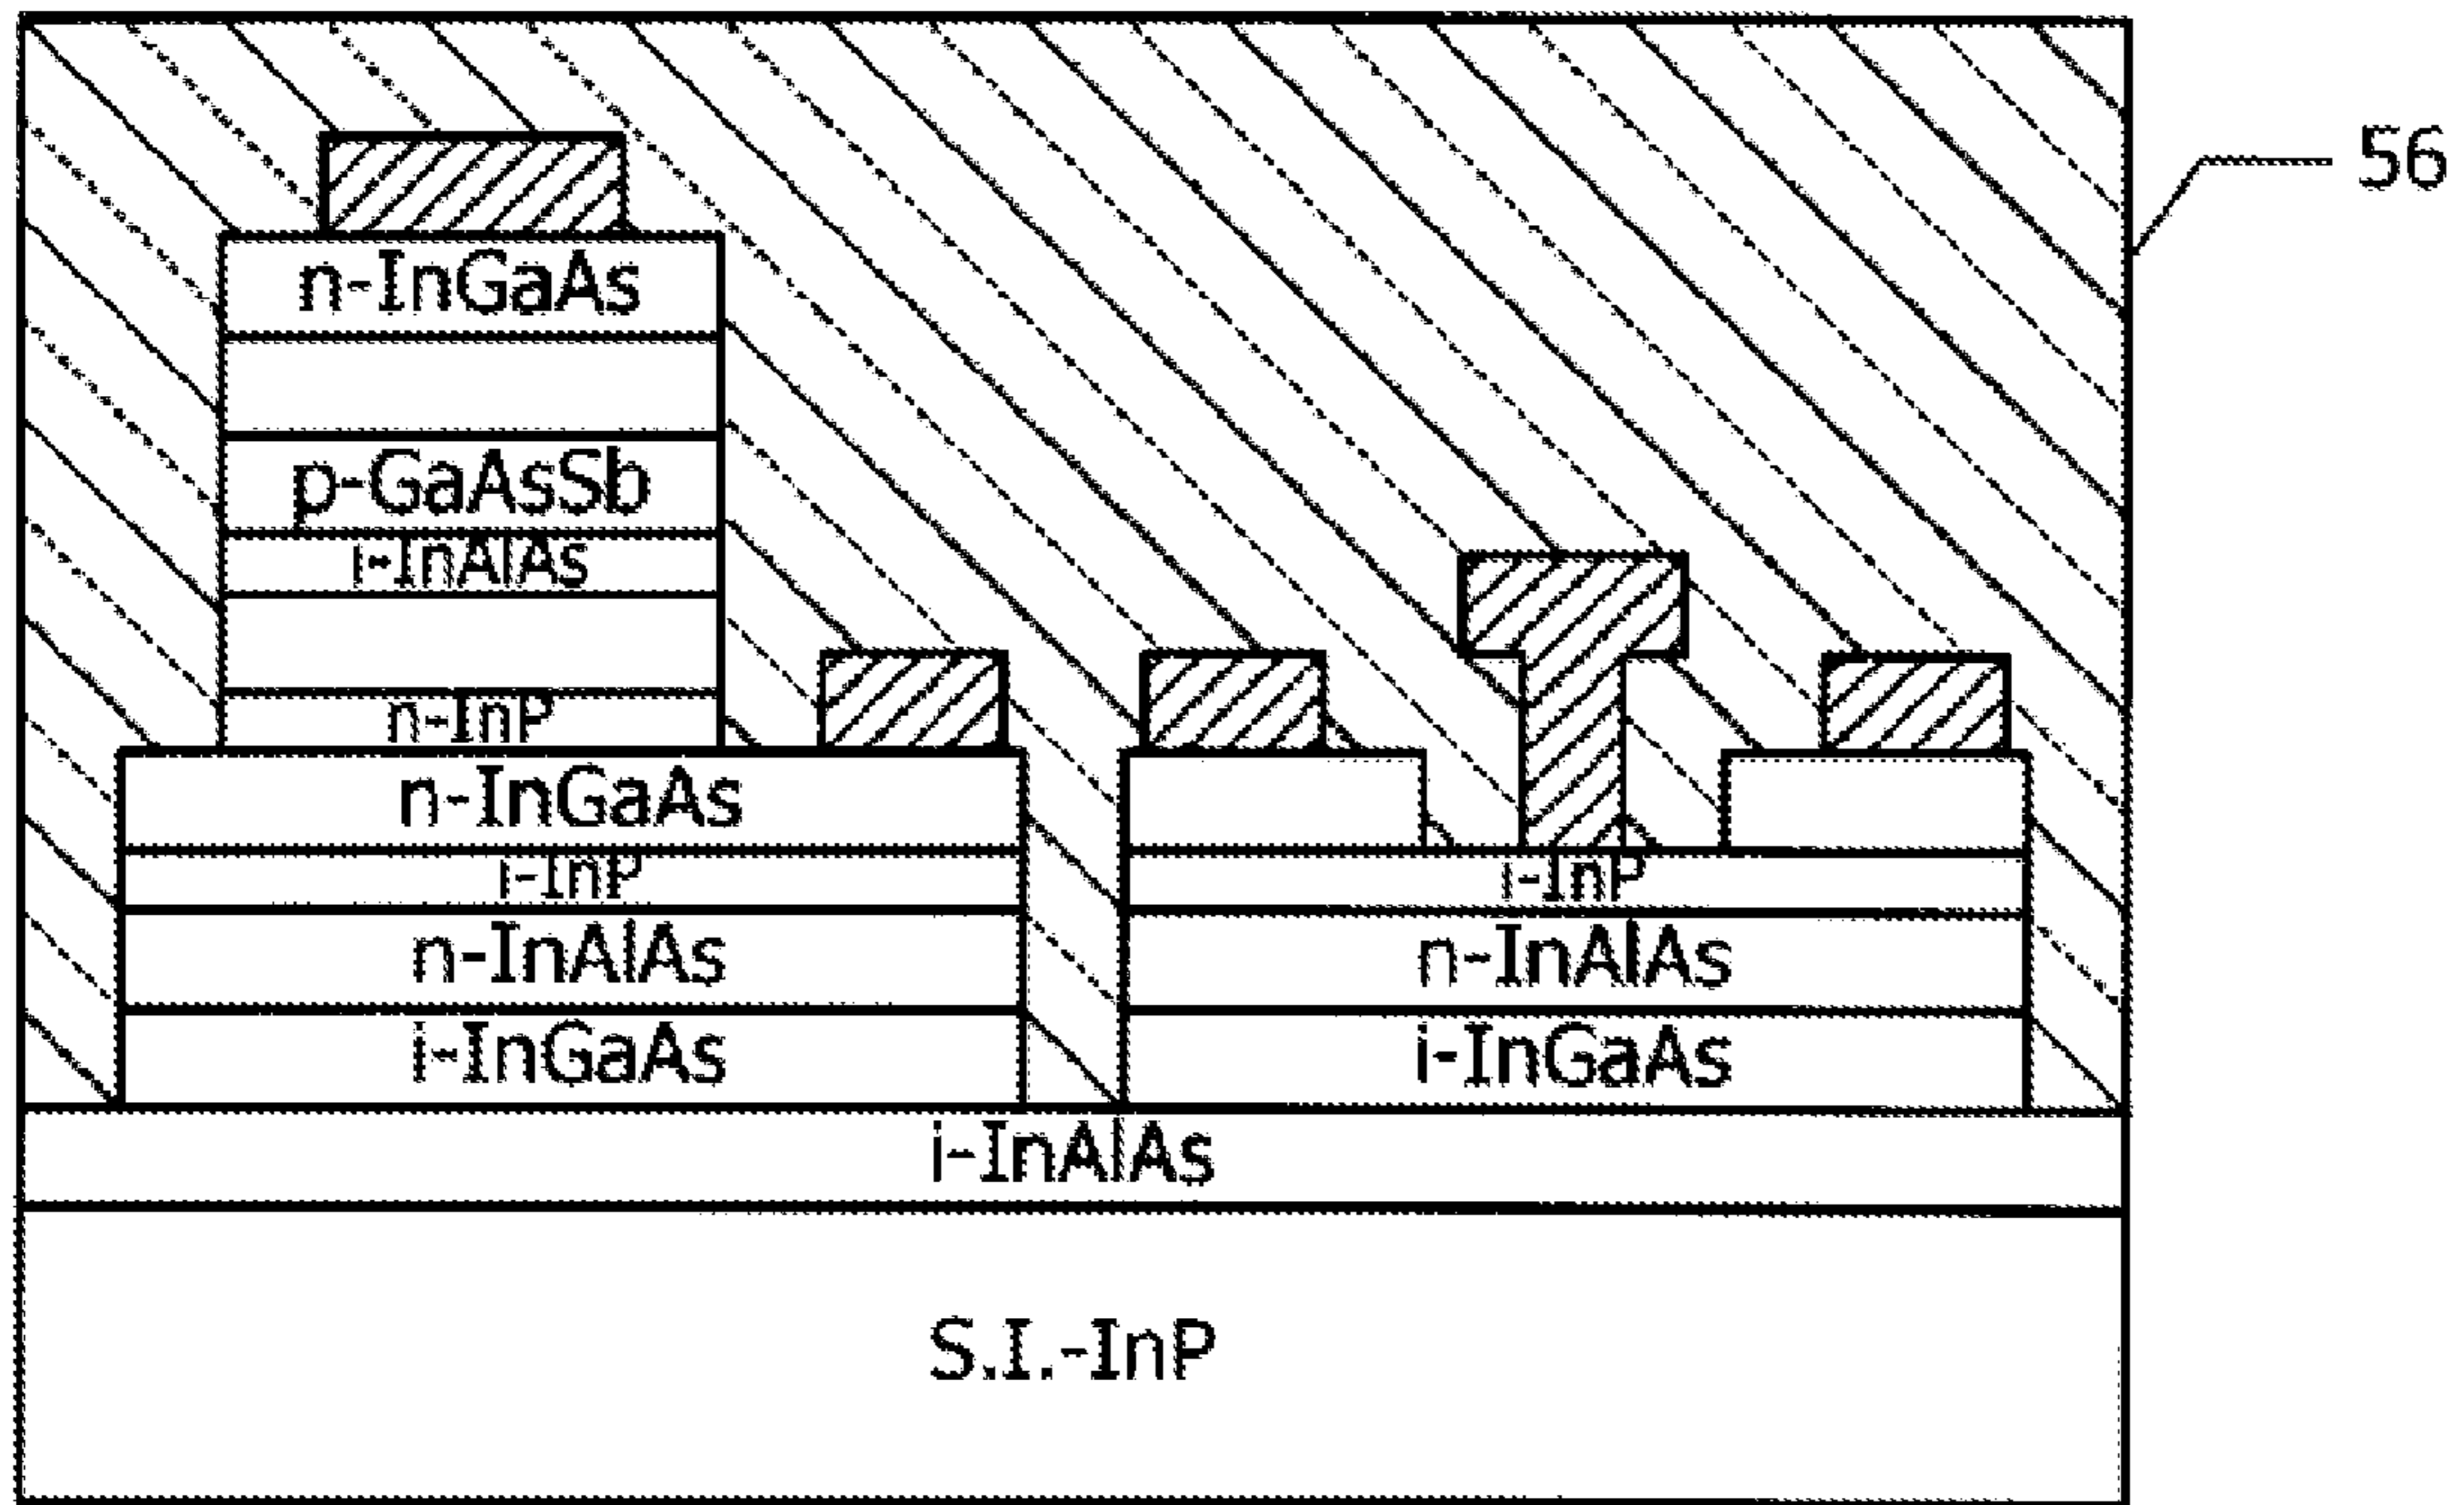 56
n-InGaAs
p-GaAsSb
i-InAlAs
n-InP
n-InGaAs
i-InP
i-InP
n-InAlAs
n-InAlAs
i-InGaAs
i-InGaAs
i-InAlAs
S.I.-InP